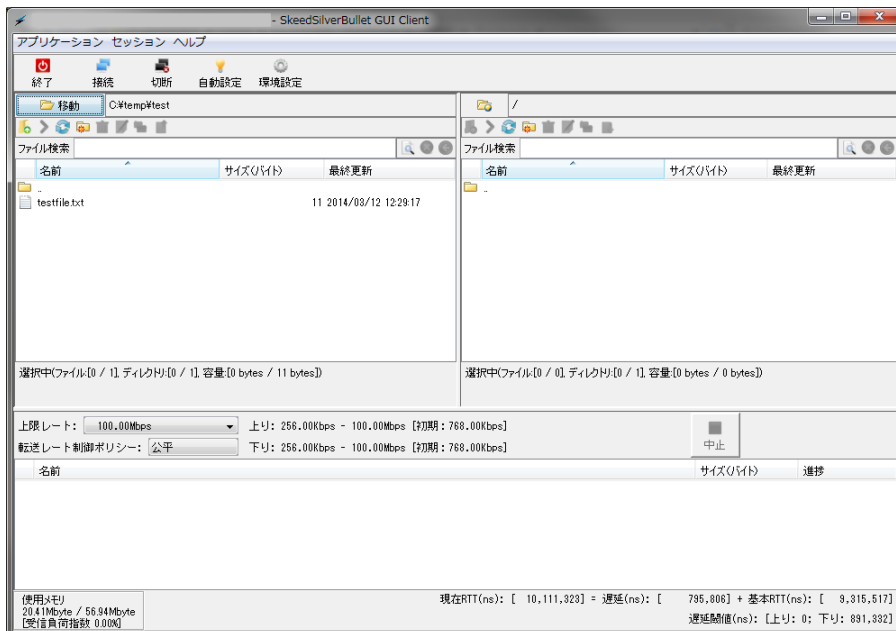 - SkeedSilverBullet GUI Client
アプリケーション セッション ヘルプ
終了 接続 切断 自動設定 環境設定
移動 C:¥temp¥test
/
ファイル検索
ファイル検索
名前 サイズ(バイト) 最終更新
名前 サイズ(バイト) 最終更新
..
testfile.txt 11 2014/03/12 12:29:17
..
選択中(ファイル:[0 / 1], ディレクトリ:[0 / 1], 容量:[0 bytes / 11 bytes])
選択中(ファイル:[0 / 0], ディレクトリ:[0 / 1], 容量:[0 bytes / 0 bytes])
上限レート: 100.00Mbps 上り: 256.00Kbps - 100.00Mbps [初期:768.00Kbps]
転送レート制御ポリシー: 公平 下り: 256.00Kbps - 100.00Mbps [初期:768.00Kbps]
中止
名前 サイズ(バイト) 進捗
使用メモリ
20.41Mbyte / 56.94Mbyte
[受信負荷指数 0.00%]
現在RTT(ns): [ 10,111,323] = 遅延(ns): [ 795,806] + 基本RTT(ns): [ 9,315,517]
遅延閾値(ns): [上り: 0; 下り: 891,332]